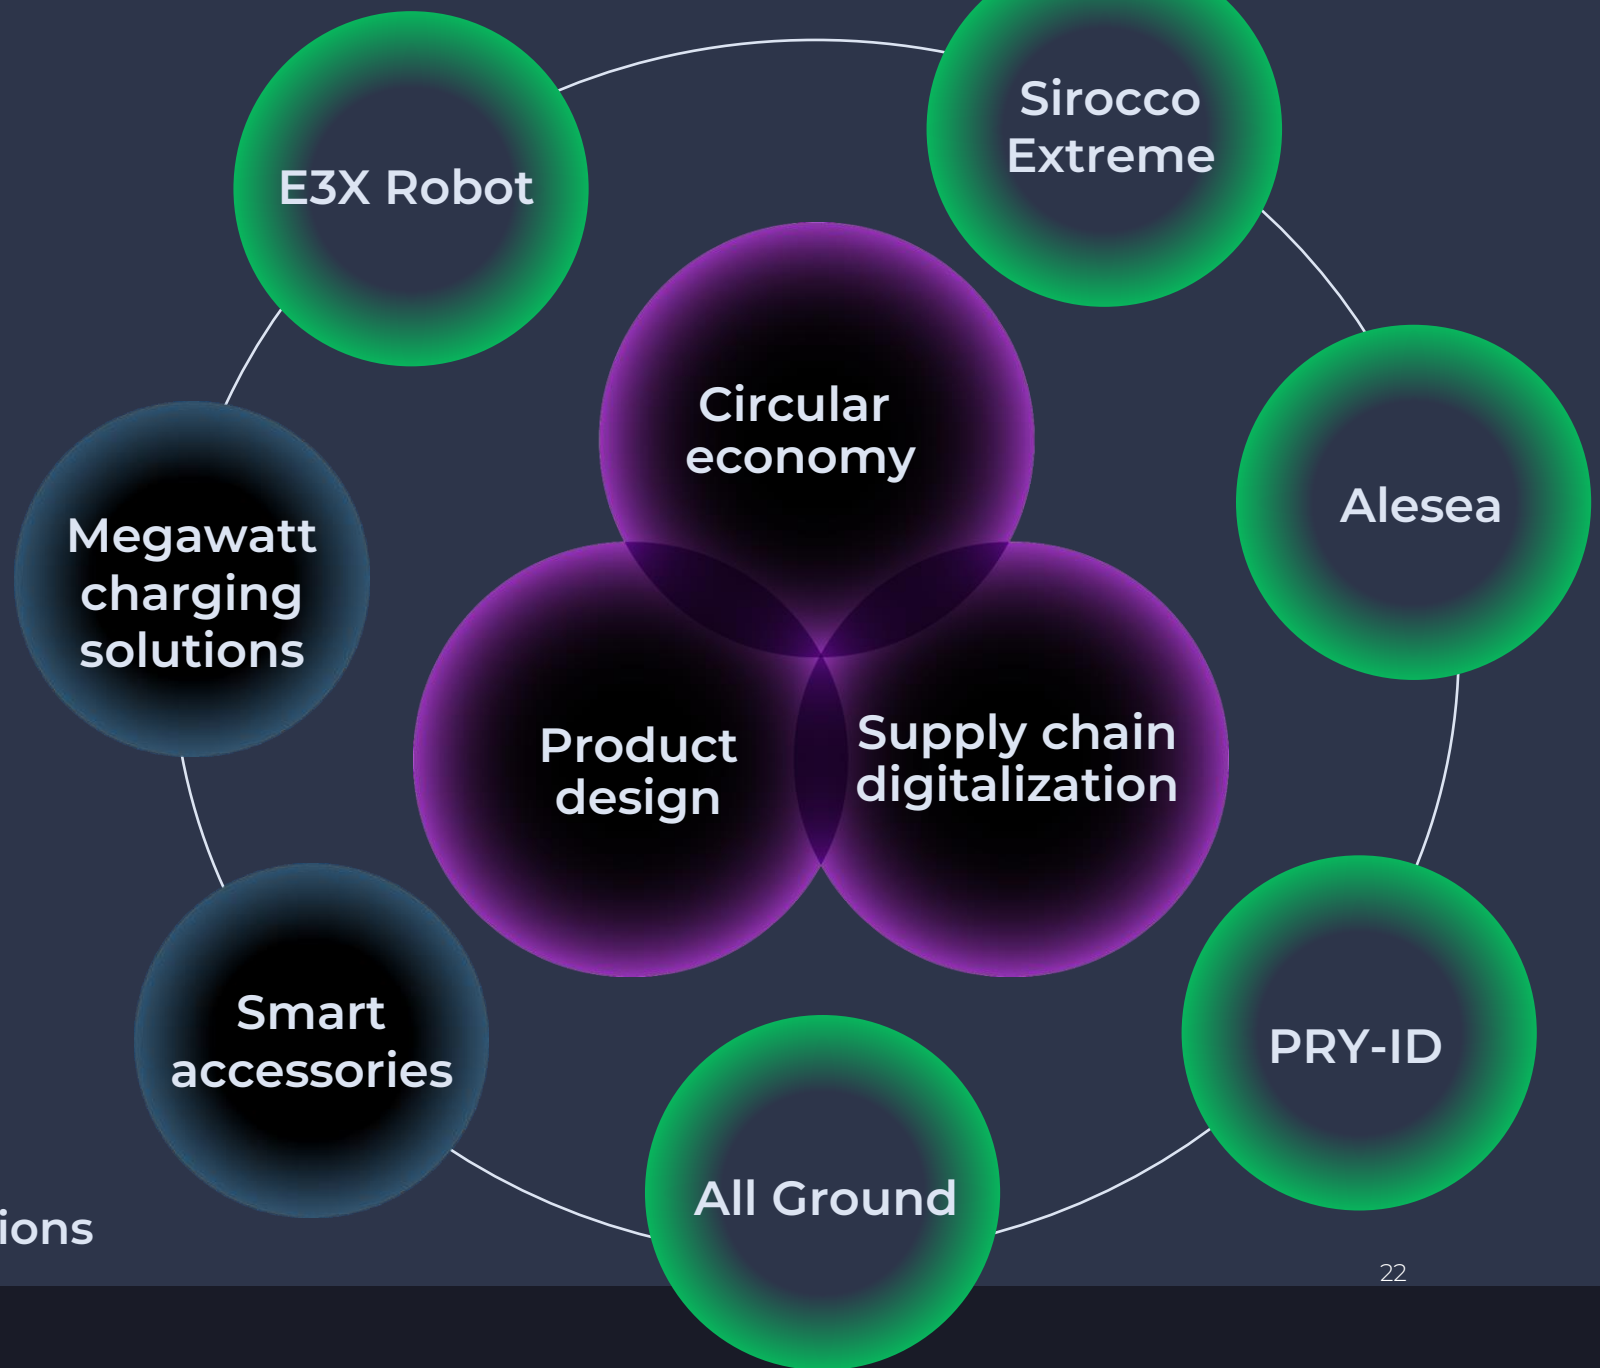 Sirocco
Extreme
E3X Robot
Circular
economy
Alesea
Megawatt
charging
solutions
Product
design
Supply chain
digitalization
Smart
accessories
PRY-ID
All Ground
ions
22